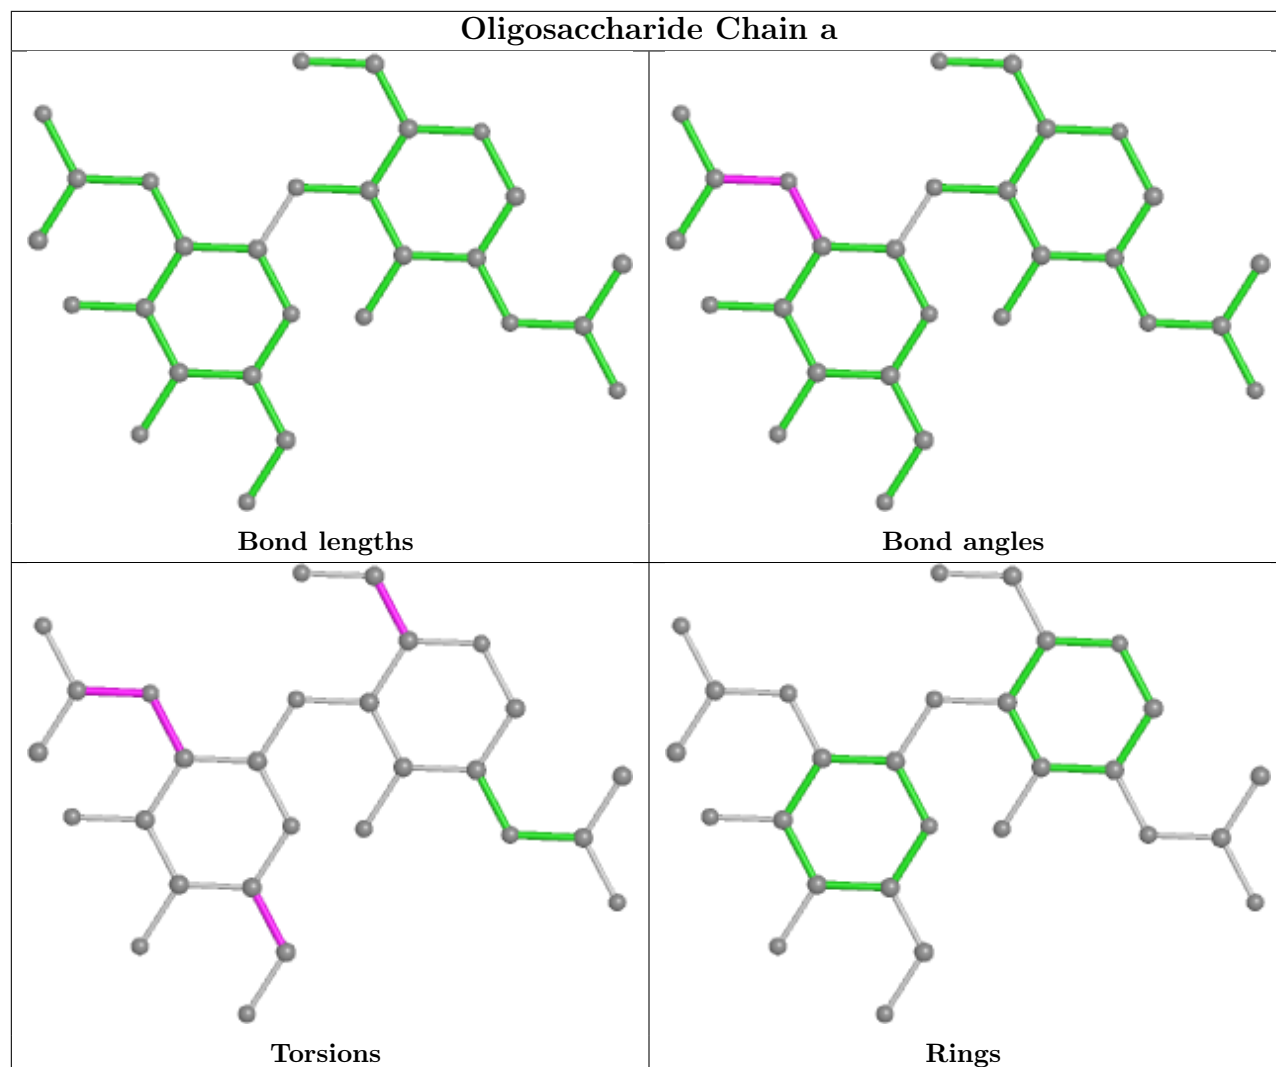 Oligosaccharide Chain a
Bond lengths
Bond angles
Torsions
Rings